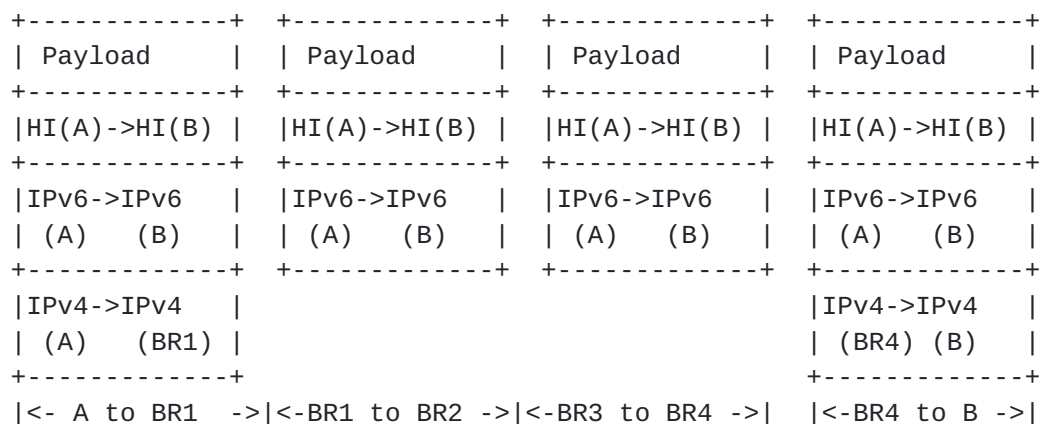 +-------------+  +-------------+  +-------------+  +-------------+
| Payload     |  | Payload     |  | Payload     |  | Payload     |
+-------------+  +-------------+  +-------------+  +-------------+
|HI(A)->HI(B) |  |HI(A)->HI(B) |  |HI(A)->HI(B) |  |HI(A)->HI(B) |
+-------------+  +-------------+  +-------------+  +-------------+
|IPv6->IPv6   |  |IPv6->IPv6   |  |IPv6->IPv6   |  |IPv6->IPv6   |
| (A)   (B)   |  | (A)   (B)   |  | (A)   (B)   |  | (A)   (B)   |
+-------------+  +-------------+  +-------------+  +-------------+
|IPv4->IPv4   |                                    |IPv4->IPv4   |
| (A)   (BR1) |                                    | (BR4) (B)   |
+-------------+                                    +-------------+
|<- A to BR1  ->|<-BR1 to BR2 ->|<-BR3 to BR4 ->|  |<-BR4 to B ->|